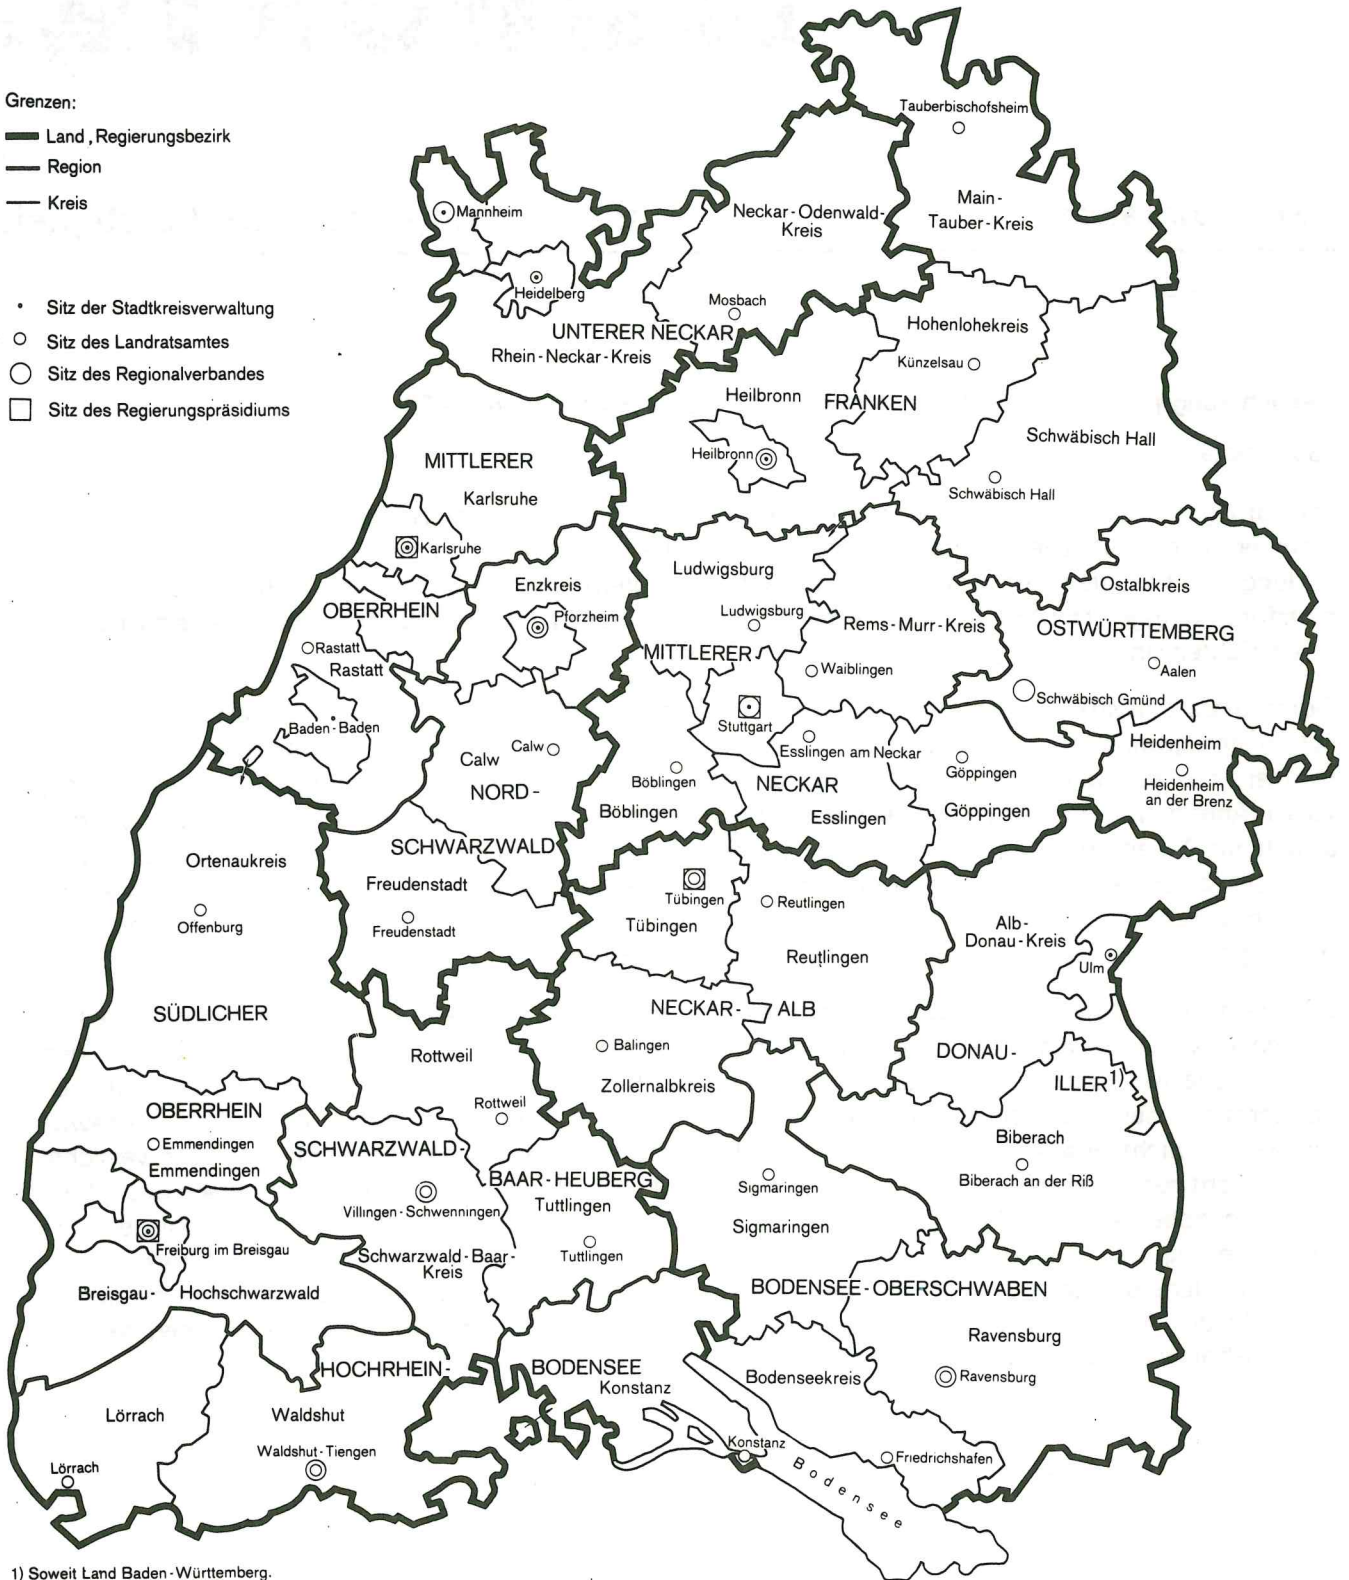 Grenzen:
Land, Regierungsbezirk
Region
Kreis
Sitz der Stadtkreisverwaltung
Sitz des Landratsamtes
Sitz des Regionalverbandes
Sitz des Regierungspräsidiums
Tauberbischofsheim
Main-
Tauber-Kreis
Mannheim
Neckar-Odenwald-
Kreis
Heidelberg
Mosbach
UNTERER NECKAR
Rhein-Neckar-Kreis
Hohenlohekreis
Künzelsau
Heilbronn
FRANKEN
Heilbronn
Schwäbisch Hall
Schwäbisch Hall
MITTLERER
Karlsruhe
Karlsruhe
OBERRHEIN
Enzkreis
Pforzheim
Rastatt
Rastatt
Baden-Baden
Ludwigsburg
Ludwigsburg
Rems-Murr-Kreis
Waiblingen
MITTLERER
Stuttgart
Ostalbkreis
OSTWÜRTTEMBERG
Aalen
Schwäbisch Gmünd
Heidenheim
Heidenheim
an der Brenz
Calw
Calw
NORD-
SCHWARZWALD
Freudenstadt
Freudenstadt
Böblingen
Böblingen
Esslingen am Neckar
NECKAR
Esslingen
Göppingen
Göppingen
Ortenaukreis
Offenburg
SÜDLICHER
OBERRHEIN
Emmendingen
Emmendingen
Tübingen
Tübingen
Reutlingen
Reutlingen
NECKAR-ALB
Balingen
Zollernalbkreis
Alb-
Donau-Kreis
Ulm
DONAU-
ILLER 1)
Biberach
Biberach an der Riß
Rottweil
Rottweil
SCHWARZWALD-
BAAR-HEUBERG
Villingen-Schwenningen
Schwarzwald-Baar-
Kreis
Tuttlingen
Tuttlingen
Sigmaringen
Sigmaringen
Freiburg im Breisgau
Breisgau-Hochschwarzwald
BODENSEE-OBERSCHWABEN
Ravensburg
Ravensburg
Bodenseekreis
Friedrichshafen
HOCHRHEIN-
BODENSEE
Konstanz
Konstanz
Bodensee
Lörrach
Lörrach
Waldshut
Waldshut-Tiengen
1) Soweit Land Baden-Württemberg.